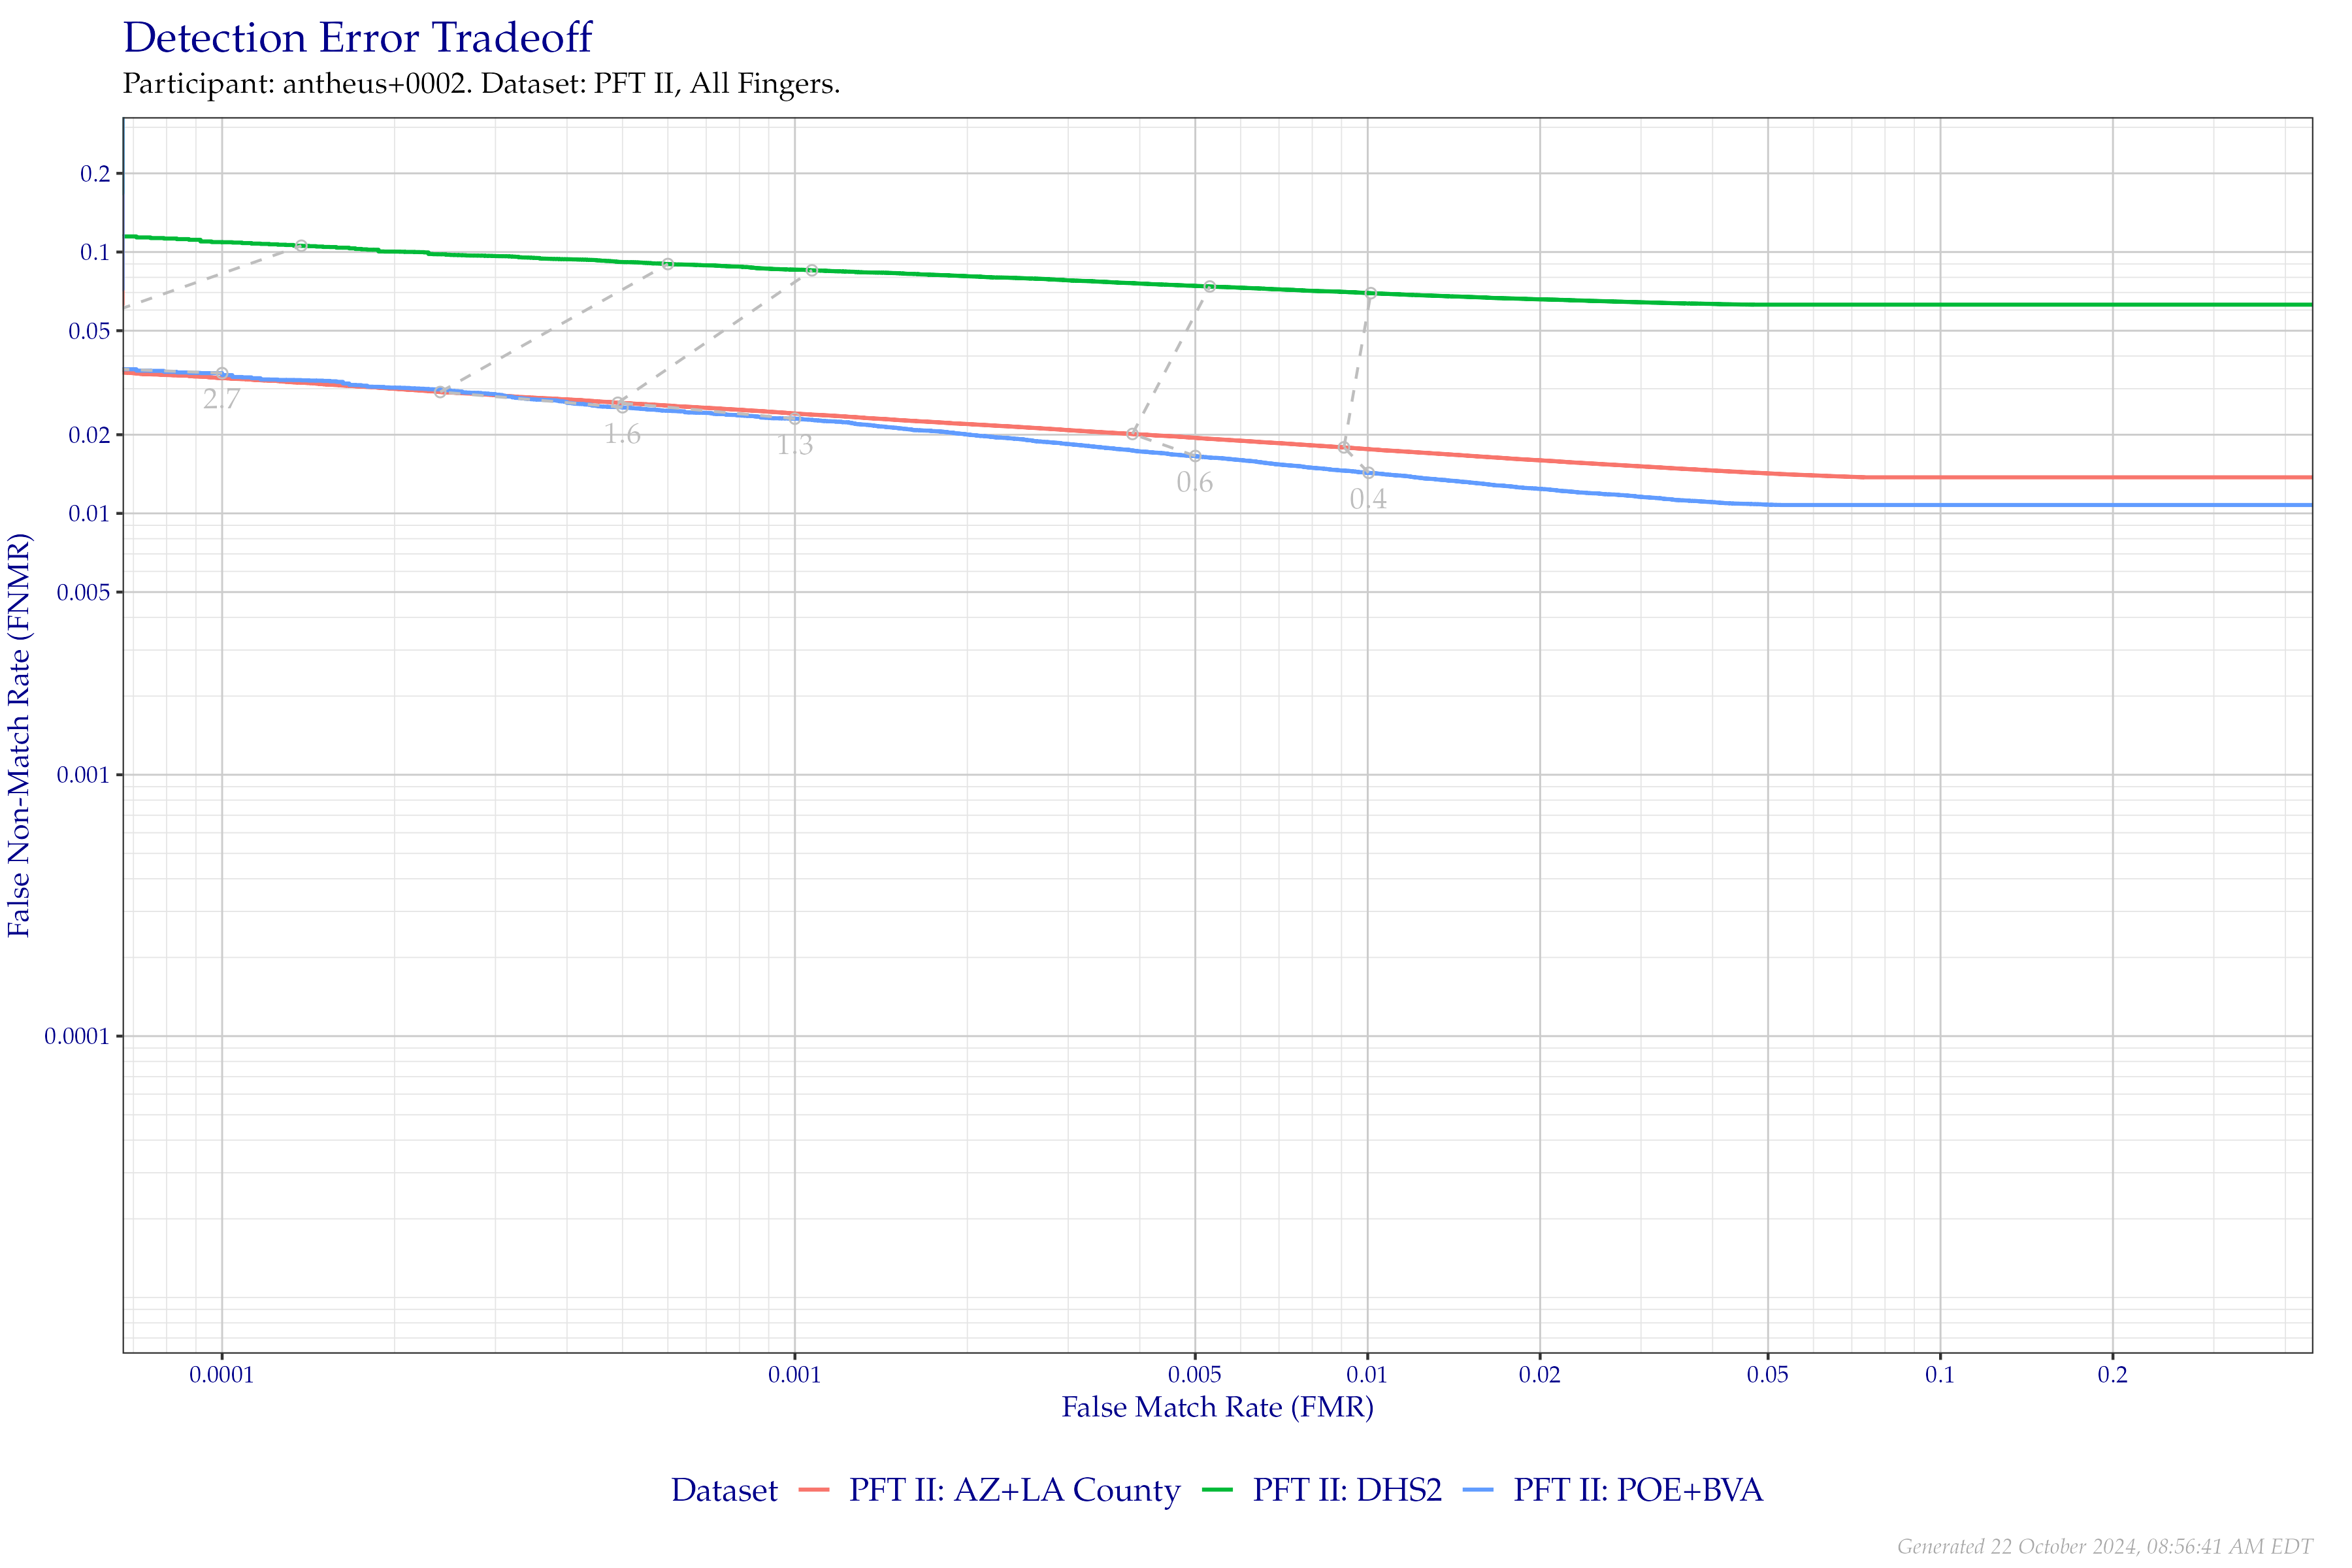 Detection Error Tradeoff
Participant: antheus+0002. Dataset: PFT II, All Fingers.
False Non-Match Rate (FNMR)
0.2
0.1
0.05
0.02
0.01
0.005
0.001
0.0001
2.7
1.6
1.3
0.6
0.4
0.0001 0.001 0.005 0.01 0.02 0.05 0.1 0.2
False Match Rate (FMR)
Dataset PFT II: AZ+LA County PFT II: DHS2 PFT II: POE+BVA
Generated 22 October 2024, 08:56:41 AM EDT